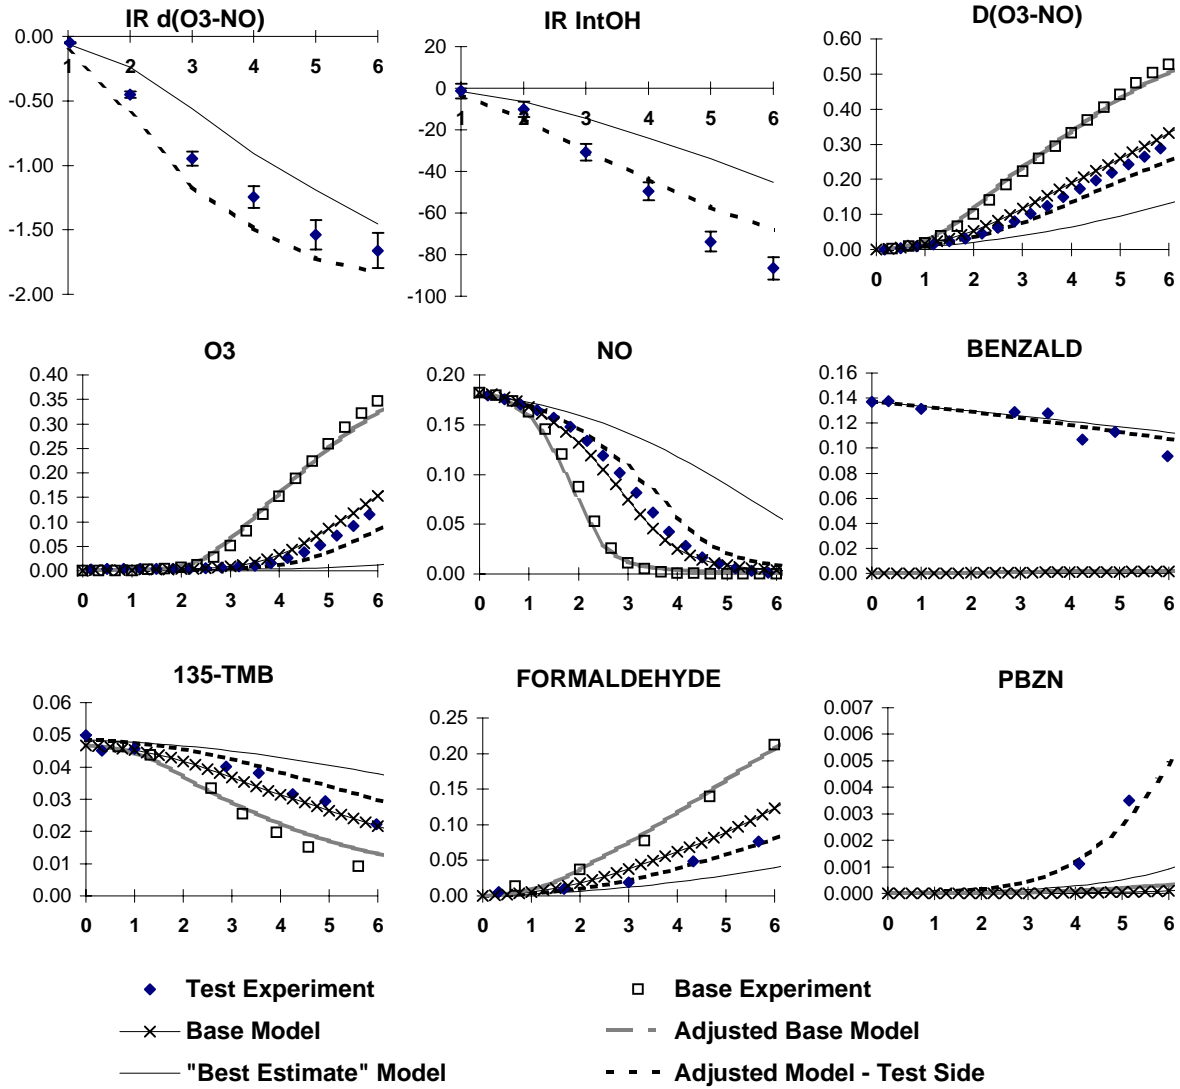 IR d(O3-NO)
0.00
-0.50
-1.00
-1.50
-2.00
1 2 3 4 5 6
IR IntOH
20
0
-20
-40
-60
-80
-100
1 2 3 4 5 6
D(O3-NO)
0.60
0.50
0.40
0.30
0.20
0.10
0.00
0 1 2 3 4 5 6
O3
0.40
0.35
0.30
0.25
0.20
0.15
0.10
0.05
0.00
0 1 2 3 4 5 6
NO
0.20
0.15
0.10
0.05
0.00
0 1 2 3 4 5 6
BENZALD
0.16
0.14
0.12
0.10
0.08
0.06
0.04
0.02
0.00
0 1 2 3 4 5 6
135-TMB
0.06
0.05
0.04
0.03
0.02
0.01
0.00
0 1 2 3 4 5 6
FORMALDEHYDE
0.25
0.20
0.15
0.10
0.05
0.00
0 1 2 3 4 5 6
PBZN
0.007
0.006
0.005
0.004
0.003
0.002
0.001
0.000
0 1 2 3 4 5 6
Test Experiment
Base Experiment
Base Model
Adjusted Base Model
"Best Estimate" Model
Adjusted Model - Test Side